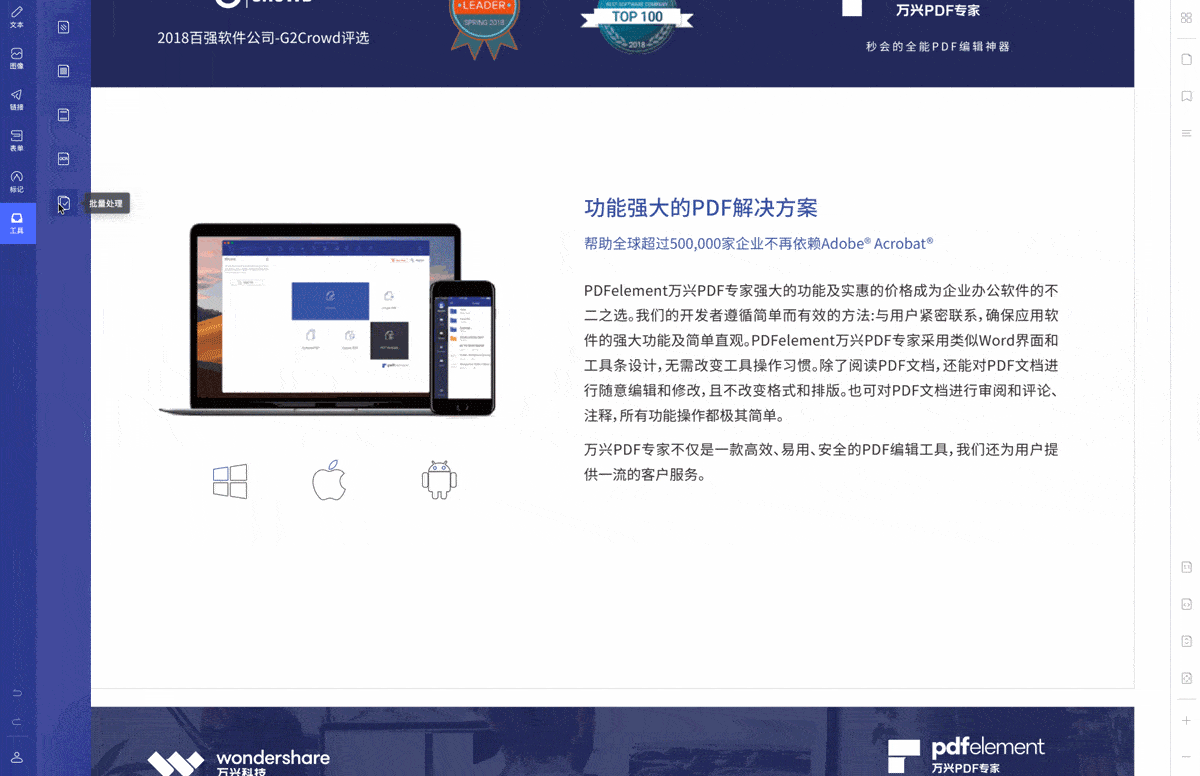 LEADER
SPRING 2018
BEST SOFTWARE COMPANY
TOP 100
2018
2018百强软件公司-G2Crowd评选
万兴PDF专家
秒会的全能PDF编辑神器
图像
链接
表单
标记
工具
OCR
批量处理
功能强大的PDF解决方案
帮助全球超过500,000家企业不再依赖Adobe® Acrobat®
PDFelement万兴PDF专家强大的功能及实惠的价格成为企业办公软件的不
二之选。我们的开发者遵循简单而有效的方法:与用户紧密联系,确保应用软
件的强大功能及简单直观。PDFelement万兴PDF专家采用类似Word界面和
工具条设计,无需改变工具操作习惯。除了阅读PDF文档,还能对PDF文档进
行随意编辑和修改,且不改变格式和排版。也可对PDF文档进行审阅和评论、
注释,所有功能操作都极其简单。
万兴PDF专家不仅是一款高效、易用、安全的PDF编辑工具,我们还为用户提
供一流的客户服务。
wondershare
万兴科技
pdfelement
万兴PDF专家